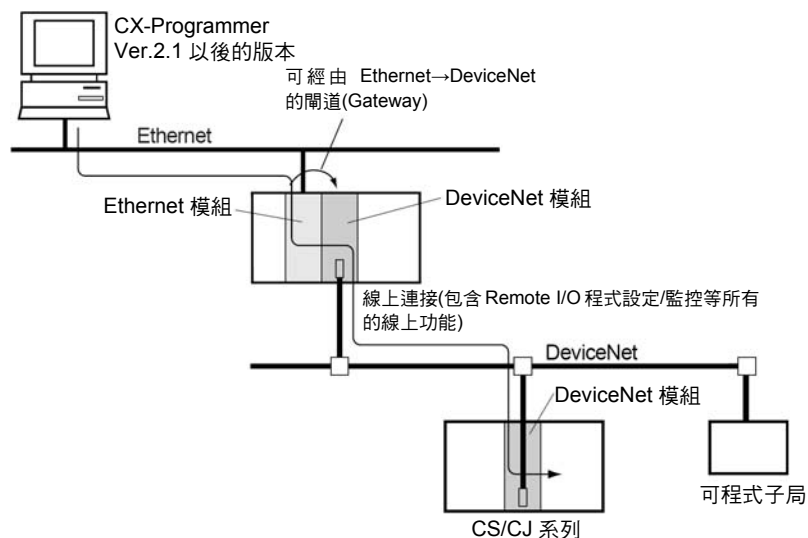 CX-Programmer
Ver.2.1 以後的版本
可經由 Ethernet→DeviceNet
的閘道(Gateway)
Ethernet
Ethernet 模組
DeviceNet 模組
線上連接(包含 Remote I/O 程式設定/監控等所有
的線上功能)
DeviceNet
DeviceNet 模組
可程式子局
CS/CJ 系列